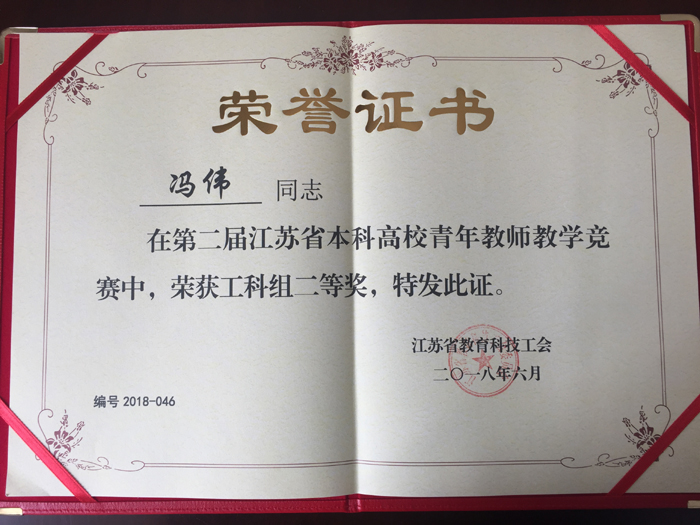 荣誉证书
冯伟 同志
在第二届江苏省本科高校青年教师教学竞
赛中，荣获工科组二等奖，特发此证。
江苏省教育科技工会
二〇一八年六月
编号 2018-046